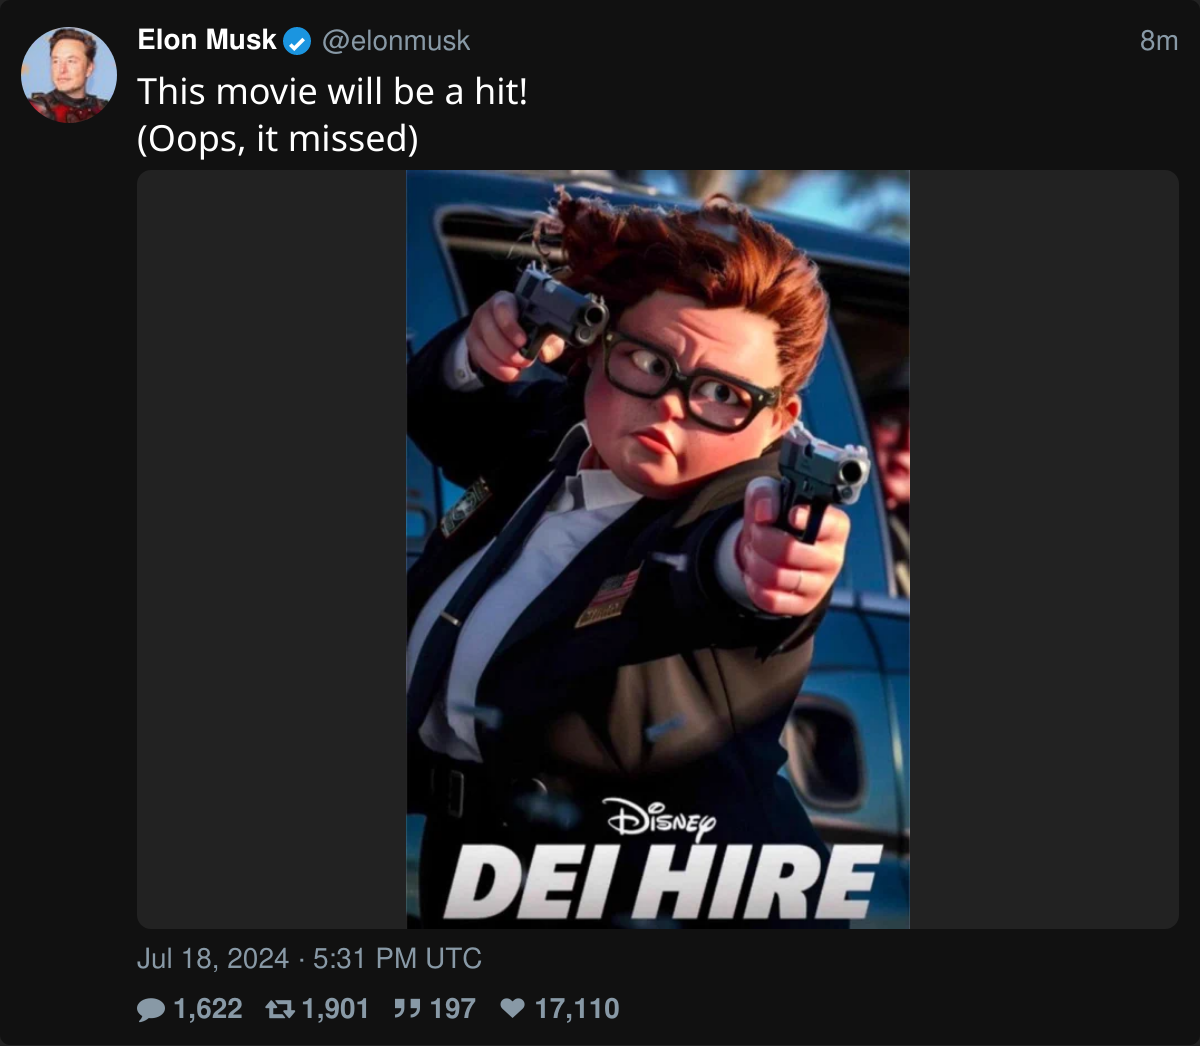 Elon Musk @elonmusk 8m
This movie will be a hit!
(Oops, it missed)
Disney
DEI HIRE
Jul 18, 2024 · 5:31 PM UTC
1,622 1,901 197 17,110